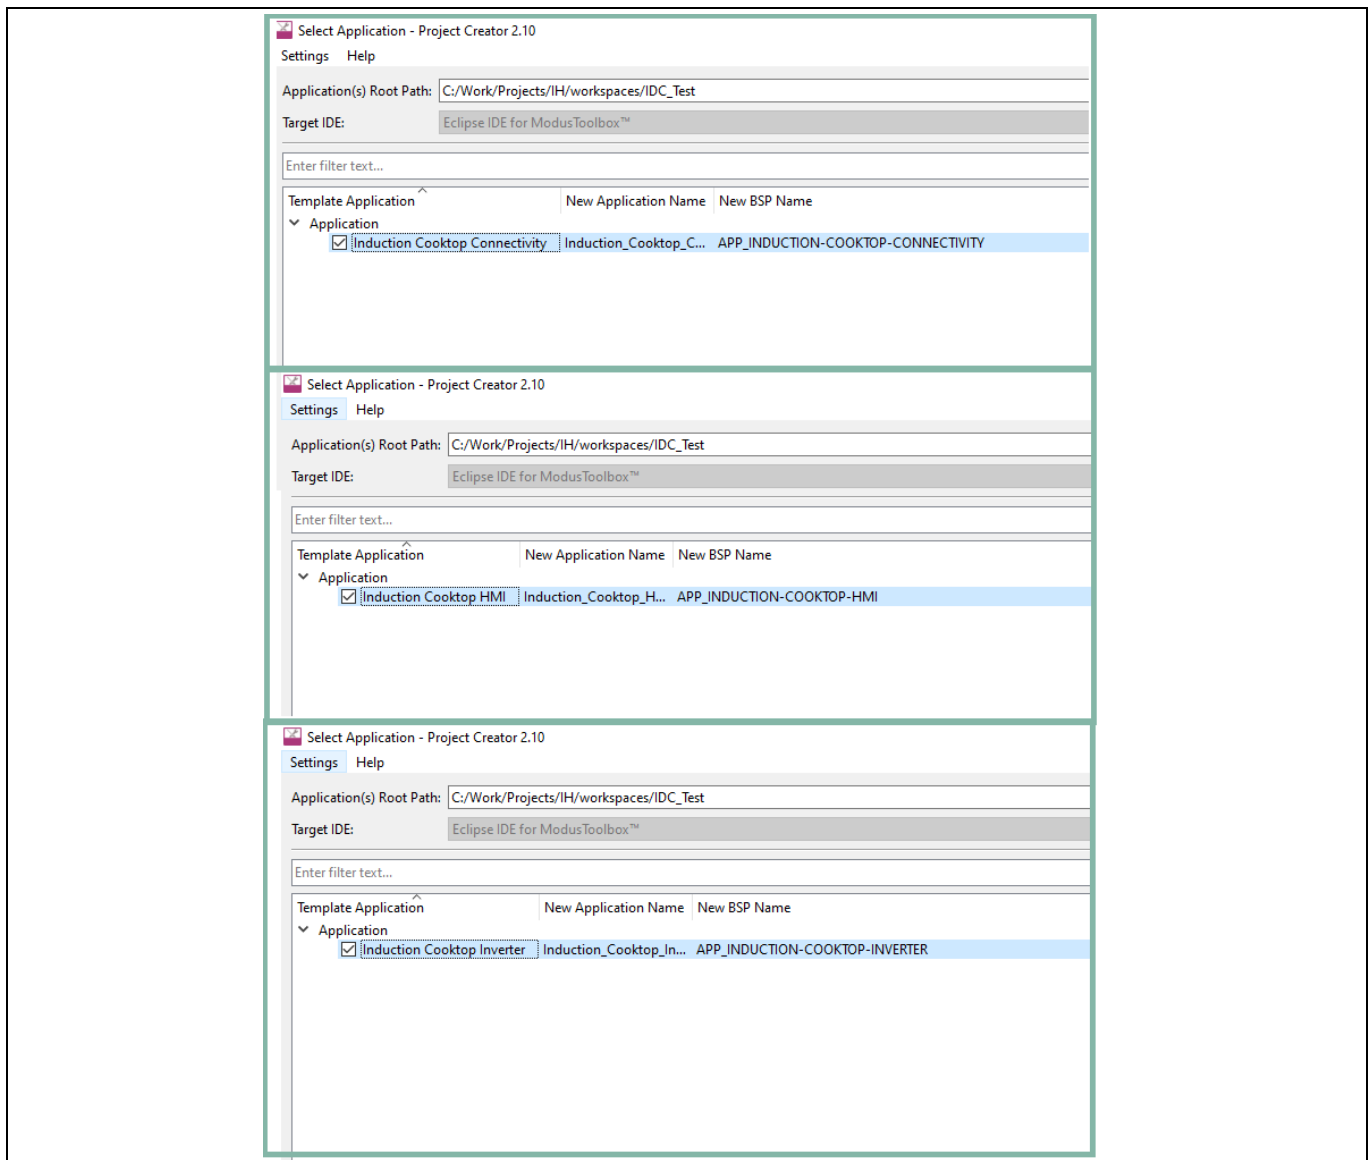 Select Application - Project Creator 2.10
Settings Help
Application(s) Root Path: C:/Work/Projects/IH/workspaces/IDC_Test
Target IDE: Eclipse IDE for ModusToolbox™
Enter filter text...
Template Application New Application Name New BSP Name
Application
Induction Cooktop Connectivity Induction_Cooktop_C... APP_INDUCTION-COOKTOP-CONNECTIVITY
Select Application - Project Creator 2.10
Settings Help
Application(s) Root Path: C:/Work/Projects/IH/workspaces/IDC_Test
Target IDE: Eclipse IDE for ModusToolbox™
Enter filter text...
Template Application New Application Name New BSP Name
Application
Induction Cooktop HMI Induction_Cooktop_H... APP_INDUCTION-COOKTOP-HMI
Select Application - Project Creator 2.10
Settings Help
Application(s) Root Path: C:/Work/Projects/IH/workspaces/IDC_Test
Target IDE: Eclipse IDE for ModusToolbox™
Enter filter text...
Template Application New Application Name New BSP Name
Application
Induction Cooktop Inverter Induction_Cooktop_In... APP_INDUCTION-COOKTOP-INVERTER